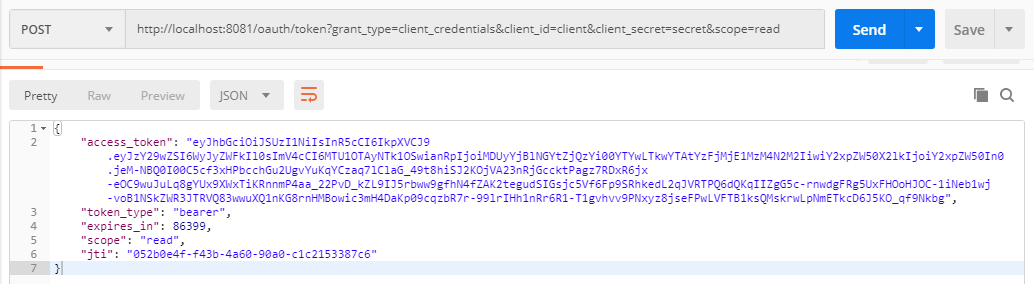 POST http://localhost:8081/oauth/token?grant_type=client_credentials&client_id=client&client_secret=secret&scope=read Send Save
Pretty Raw Preview JSON
1 {
2 "access_token": "eyJhbGciOiJSUzI1NiIsInR5cCI6IkpXVCJ9
.eyJzY29wZSI6WyJyZWFkIl0sImV4cCI6MTU1OTAyNTk1OSwianRpIjoiMDUyYjBlNGYtZjQzYi00YTYwLTkwYTAtYzFjMjE1MzM4N2M2IiwiY2xpZW50X2lkIjoiY2xpZW50In0
.jeM-NBQ0I00C5cf3xHPbcchGu2UgvYuKqYCzaq7lClaG_49t8hiSJ2KOjVA23nRjGccktPagz7RDxR6jx
-eOC9wuJuLq8gYUx9XWxTiKRnnmP4aa_22PvD_kZL9IJ5rbww9gfhN4fZAK2tegudSIGsjc5Vf6Fp9SRhkedL2qJVRTPQ6dQKqIIZgG5c-rnwdgFRg5UxFHOoHJOC-1iNeb1wj
-voB1NSkZWR3JTRVQ83wwuXQ1nKG8rnHMBowic3mH4DaKp09cqzbR7r-99lrIHh1nRr6R1-T1gvhvv9PNxyz8jseFPwLVFTB1ksQMskrwLpNmETkcD6J5KO_qf9Nkbg",
3 "token_type": "bearer",
4 "expires_in": 86399,
5 "scope": "read",
6 "jti": "052b0e4f-f43b-4a60-90a0-c1c2153387c6"
7 }